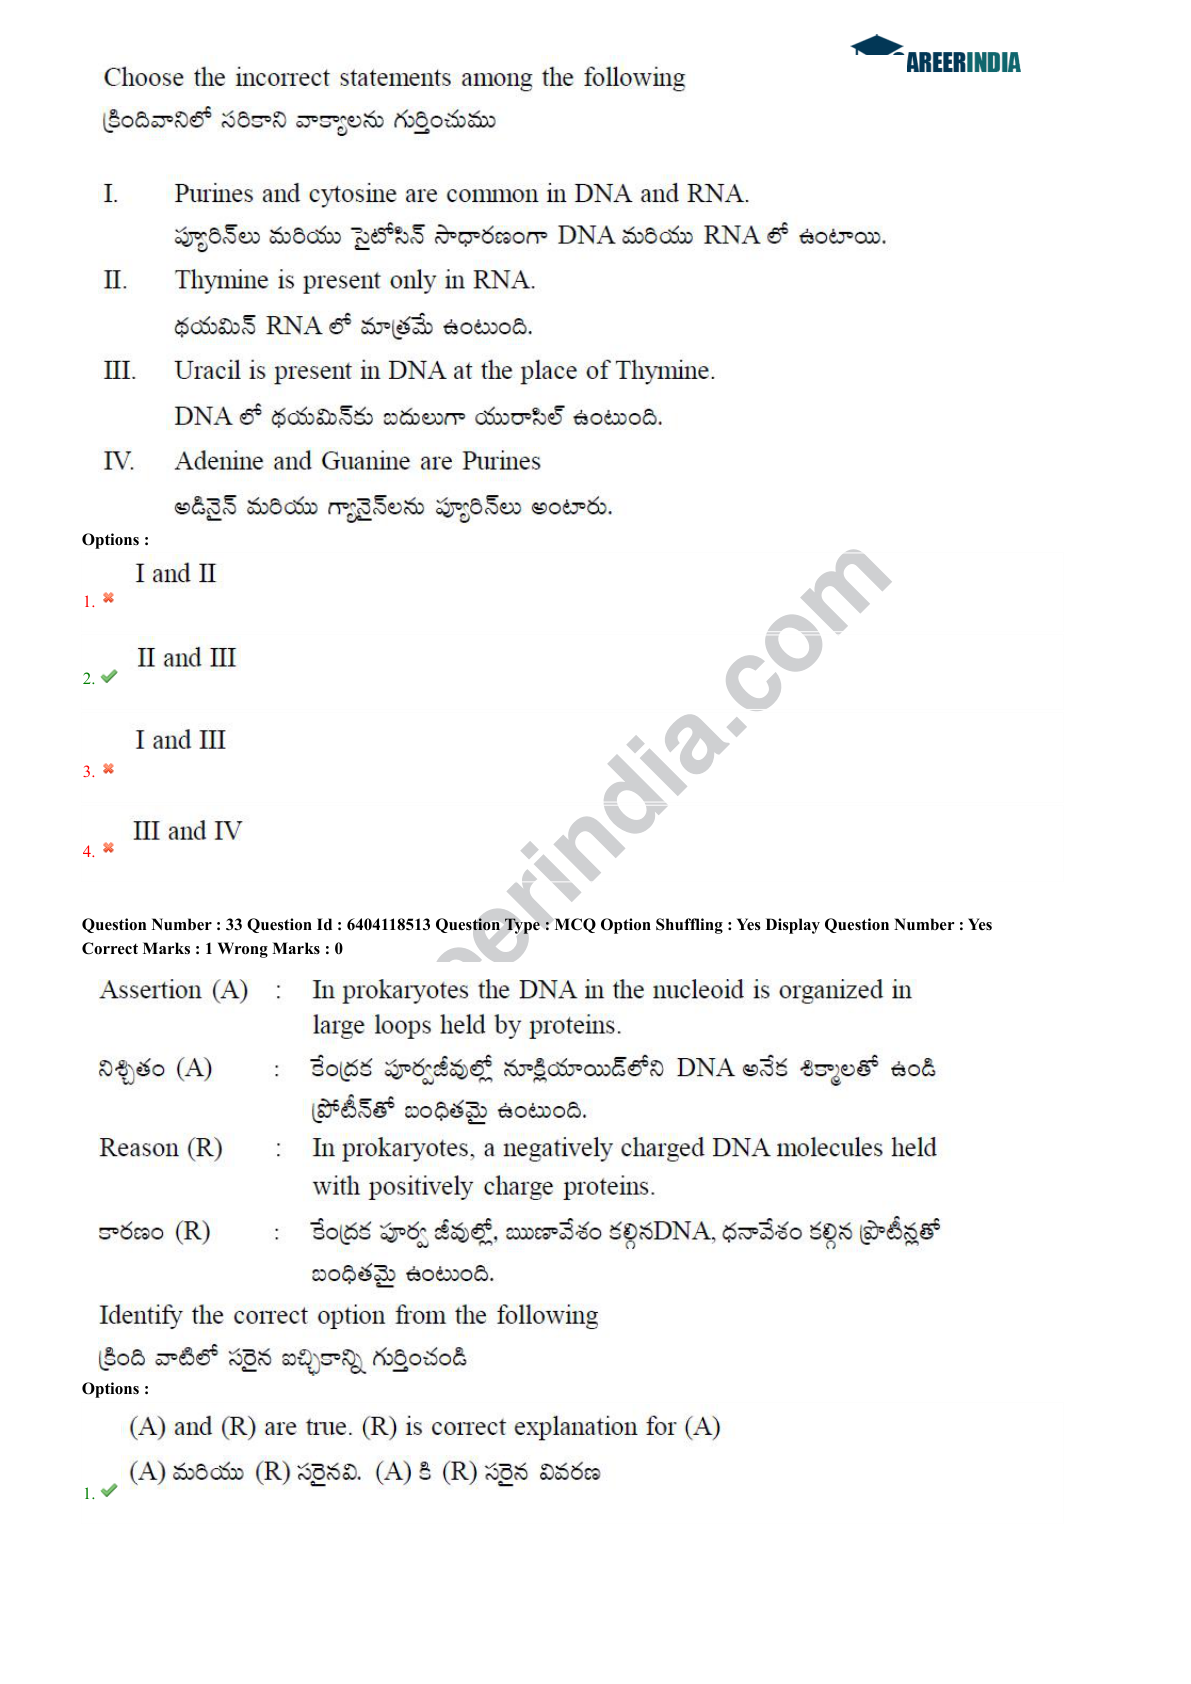 AREERINDIA
Choose the incorrect statements among the following
క్రిందివానిలో సరికాని వాక్యాలను గుర్తించుము
I. Purines and cytosine are common in DNA and RNA.
ప్యూరిన్‌లు మరియు సైటోసిన్ సాధారణంగా DNA మరియు RNA లో ఉంటాయి.
II. Thymine is present only in RNA.
థయమిన్ RNA లో మాత్రమే ఉంటుంది.
III. Uracil is present in DNA at the place of Thymine.
DNA లో థయమిన్‌కు బదులుగా యురాసిల్ ఉంటుంది.
IV. Adenine and Guanine are Purines
అడినైన్ మరియు గ్వానైన్‌లను ప్యూరిన్‌లు అంటారు.
Options :
I and II
1.
II and III
2.
I and III
3.
III and IV
4.
eerindia.com
Question Number : 33 Question Id : 6404118513 Question Type : MCQ Option Shuffling : Yes Display Question Number : Yes
Correct Marks : 1 Wrong Marks : 0
Assertion (A) : In prokaryotes the DNA in the nucleoid is organized in
large loops held by proteins.
నిశ్చితం (A) : కేంద్రక పూర్వజీవుల్లో నూక్లియాయిడ్‌లోని DNA అనేక శిక్యాలతో ఉండి
ప్రోటీన్‌తో బంధితమై ఉంటుంది.
Reason (R) : In prokaryotes, a negatively charged DNA molecules held
with positively charge proteins.
కారణం (R) : కేంద్రక పూర్వ జీవుల్లో, ఋణావేశం కల్గినDNA, ధనావేశం కల్గిన ప్రొటీన్లతో
బంధితమై ఉంటుంది.
Identify the correct option from the following
క్రింది వాటిలో సరైన ఐచ్ఛికాన్ని గుర్తించండి
Options :
(A) and (R) are true. (R) is correct explanation for (A)
(A) మరియు (R) సరైనవి. (A) కి (R) సరైన వివరణ
1.